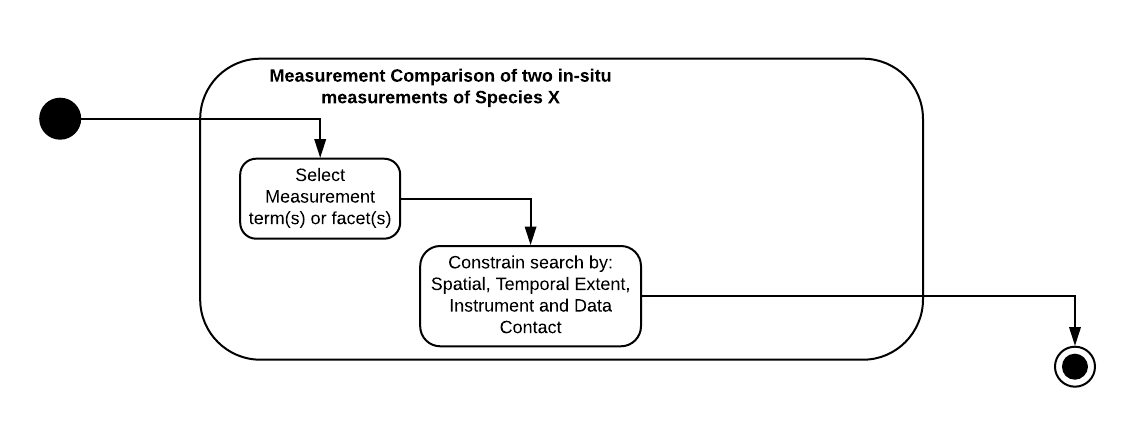 Measurement Comparison of two in-situ
measurements of Species X
Select
Measurement
term(s) or facet(s)
Constrain search by:
Spatial, Temporal Extent,
Instrument and Data
Contact